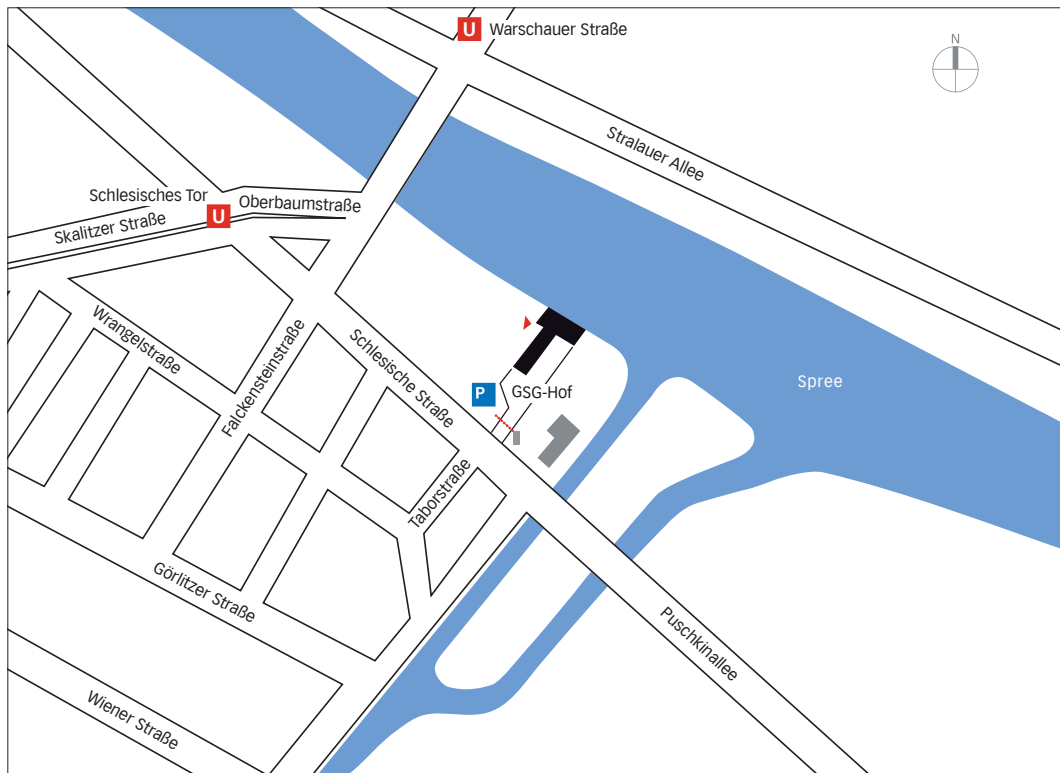 U Warschauer Straße
N
Stralauer Allee
Schlesisches Tor
U
Oberbaumstraße
Skalitzer Straße
Wrangelstraße
Falckensteinstraße
Schlesische Straße
P
GSG-Hof
Spree
Taborstraße
Görlitzer Straße
Puschkinallee
Wiener Straße